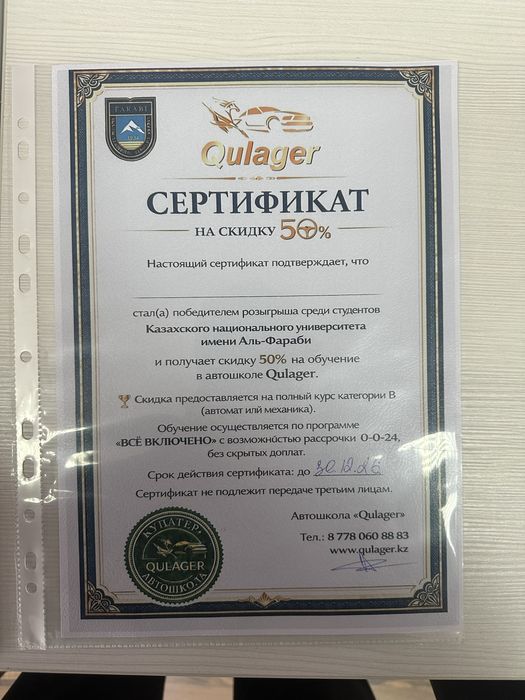 FARABI
1934
Qulager
СЕРТИФИКАТ
НА СКИДКУ 50%
Настоящий сертификат подтверждает, что
стал(а) победителем розыгрыша среди студентов
Казахского национального университета
имени Аль-Фараби
и получает скидку 50% на обучение
в автошколе Qulager.
Скидка предоставляется на полный курс категории В
(автомат или механика).
Обучение осуществляется по программе
«ВСЁ ВКЛЮЧЕНО» с возможностью рассрочки 0-0-24,
без скрытых доплат.
Срок действия сертификата: до 30.12.26
Сертификат не подлежит передаче третьим лицам.
Автошкола «Qulager»
Тел.: 8 778 060 88 83
www.qulager.kz
QULAGER